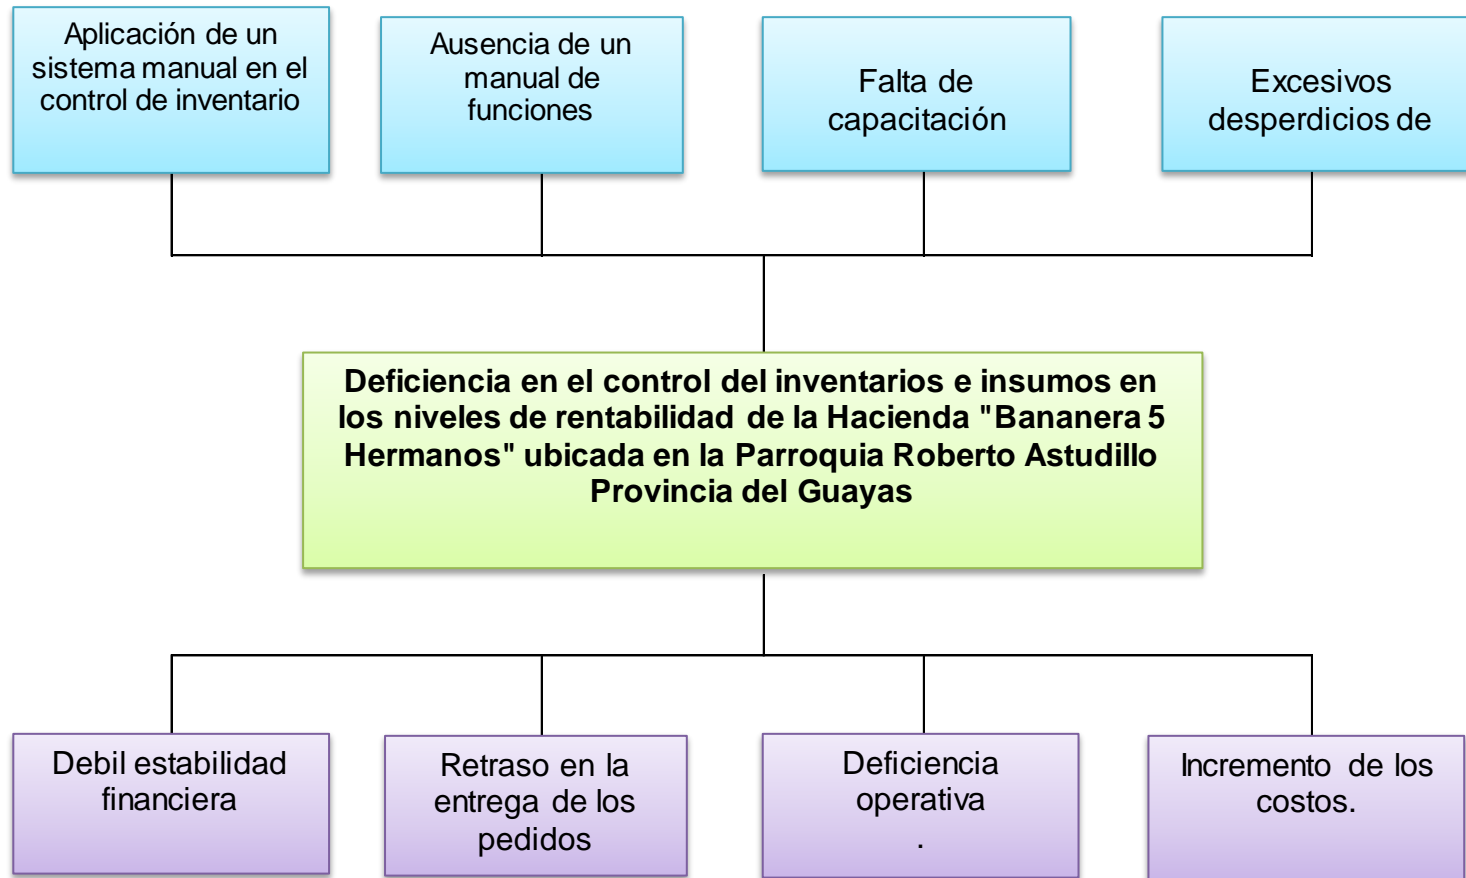 Aplicación de un
sistema manual en el
control de inventario
Ausencia de un
manual de
funciones
Falta de
capacitación
Excesivos
desperdicios de
Deficiencia en el control del inventarios e insumos en
los niveles de rentabilidad de la Hacienda "Bananera 5
Hermanos" ubicada en la Parroquia Roberto Astudillo
Provincia del Guayas
Debil estabilidad
financiera
Retraso en la
entrega de los
pedidos
Deficiencia
operativa
.
Incremento de los
costos.